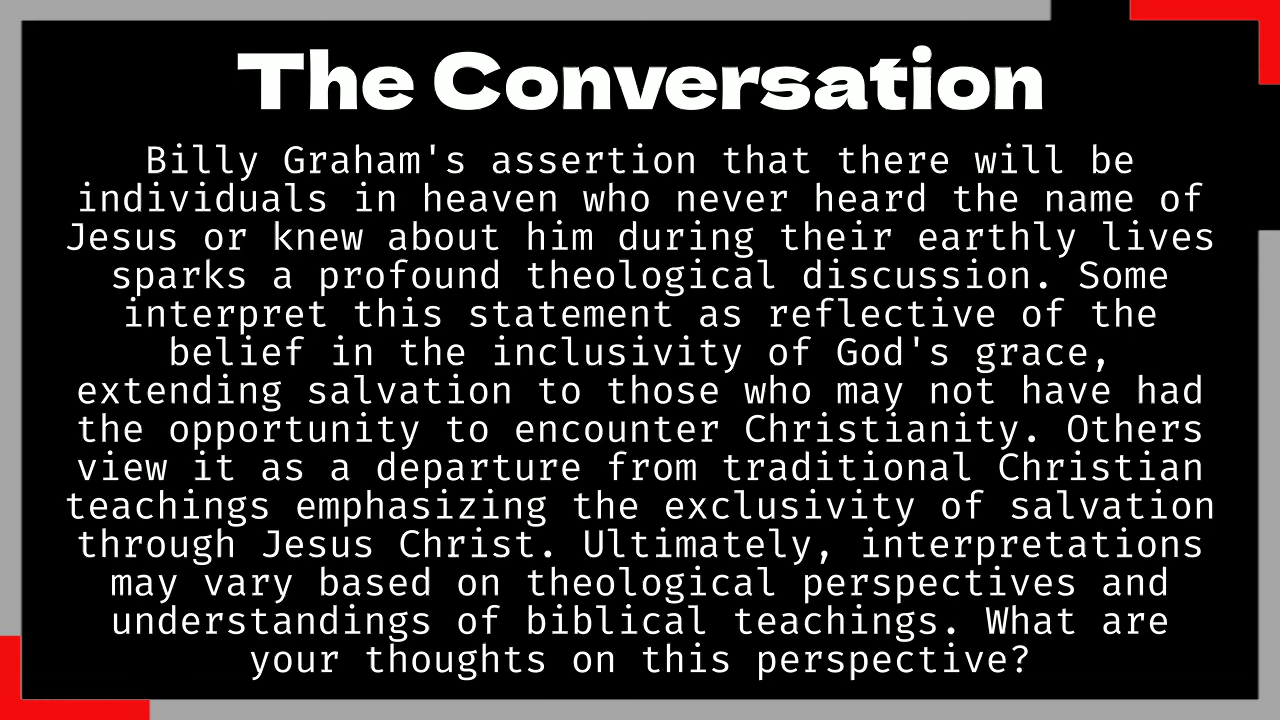 The Conversation
Billy Graham's assertion that there will be
individuals in heaven who never heard the name of
Jesus or knew about him during their earthly lives
sparks a profound theological discussion. Some
interpret this statement as reflective of the
belief in the inclusivity of God's grace,
extending salvation to those who may not have had
the opportunity to encounter Christianity. Others
view it as a departure from traditional Christian
teachings emphasizing the exclusivity of salvation
through Jesus Christ. Ultimately, interpretations
may vary based on theological perspectives and
understandings of biblical teachings. What are
your thoughts on this perspective?